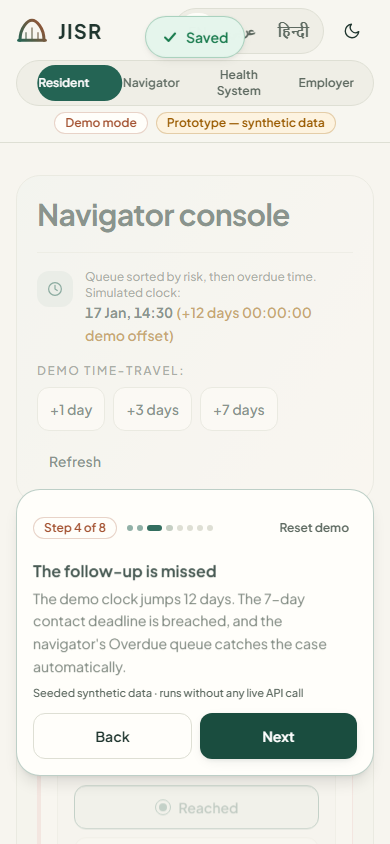 JISR
Saved
हिन्दी
Resident
Navigator
Health
System
Employer
Demo mode
Prototype — synthetic data
Navigator console
Queue sorted by risk, then overdue time.
Simulated clock:
17 Jan, 14:30 (+12 days 00:00:00
demo offset)
DEMO TIME-TRAVEL:
+1 day
+3 days
+7 days
Refresh
Step 4 of 8
Reset demo
The follow-up is missed
The demo clock jumps 12 days. The 7-day
contact deadline is breached, and the
navigator's Overdue queue catches the case
automatically.
Seeded synthetic data · runs without any live API call
Back
Next
Reached